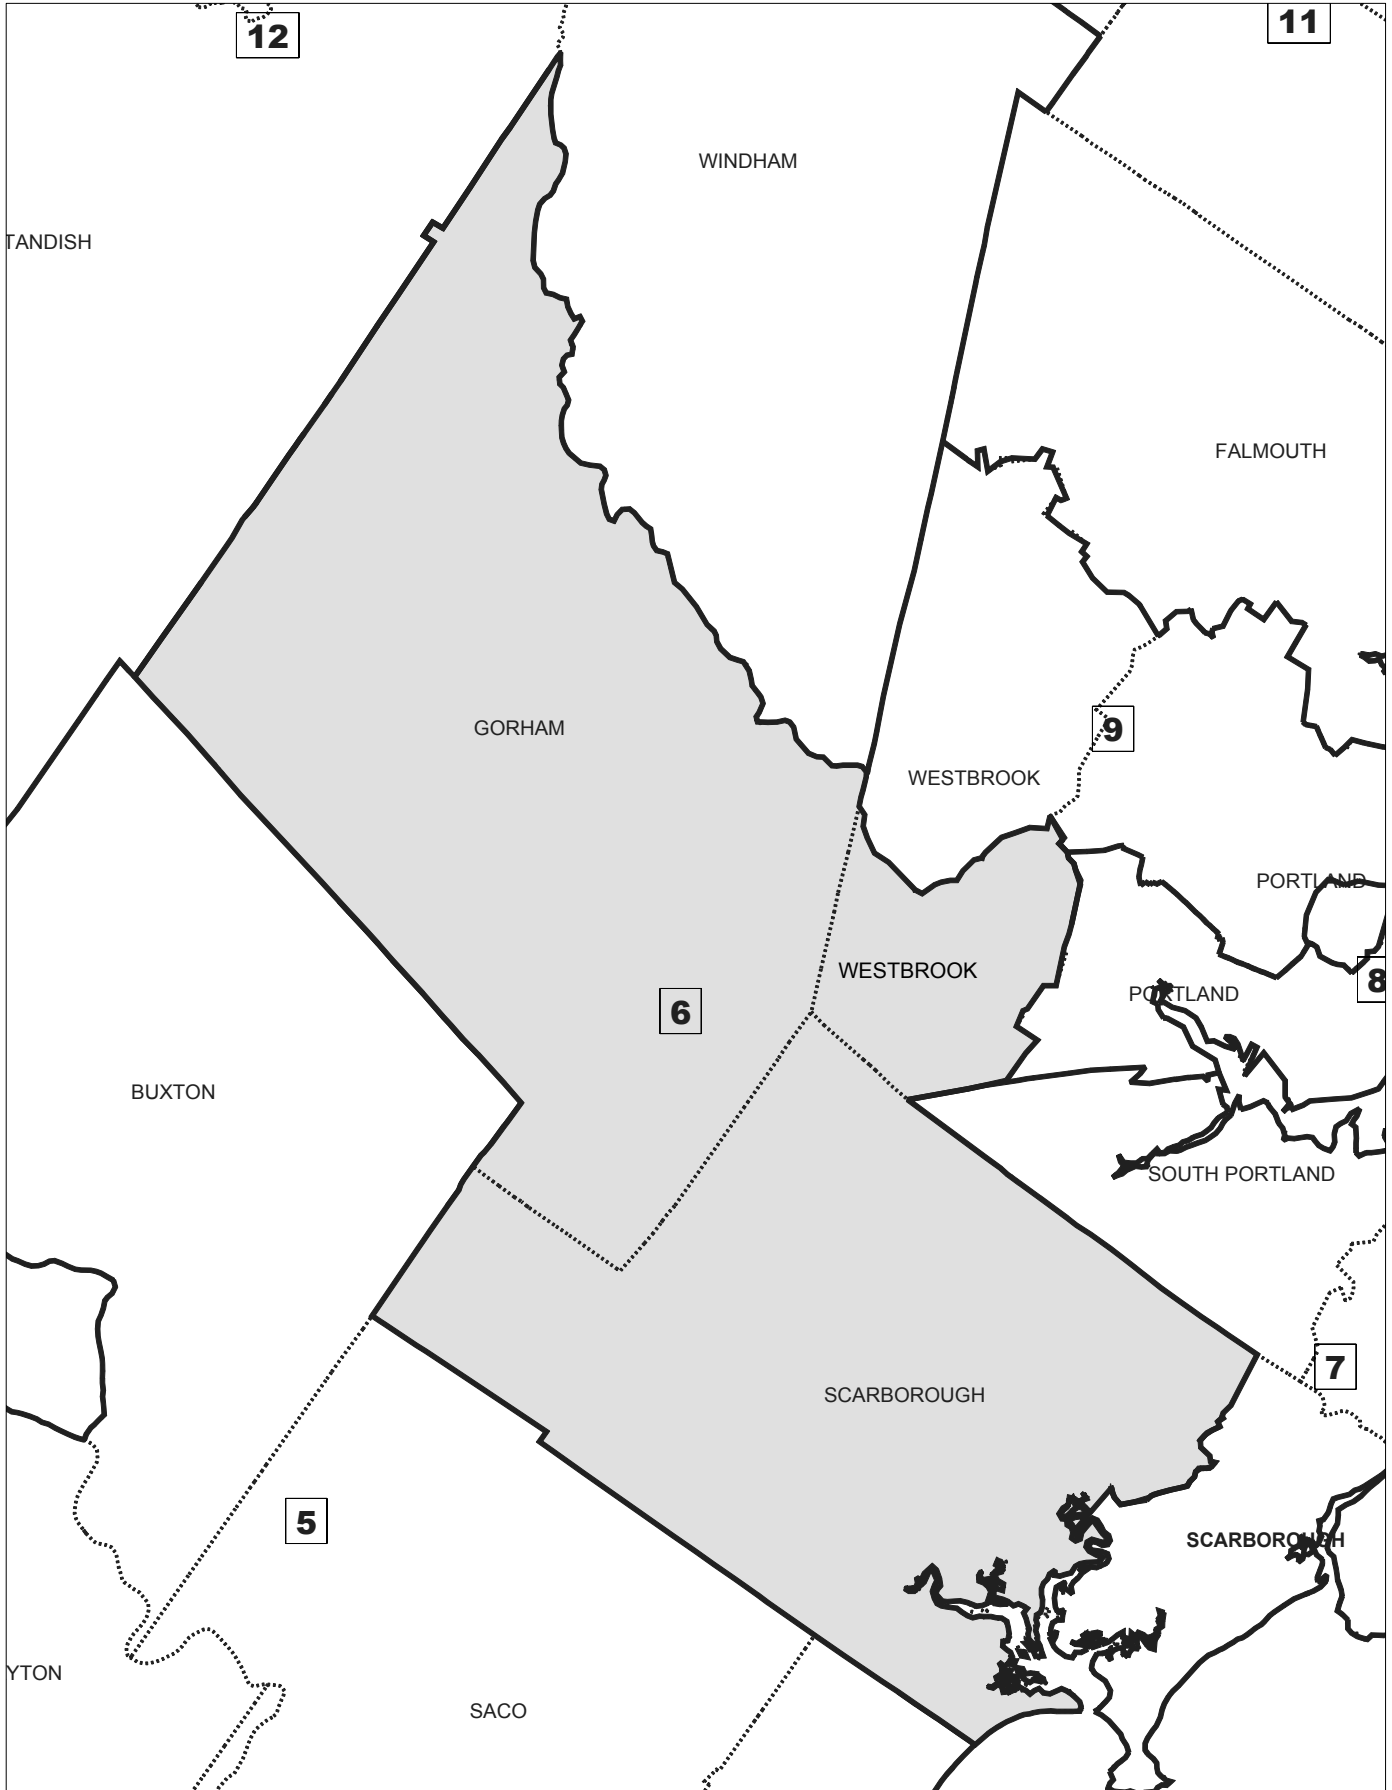 12
11
WINDHAM
TANDISH
FALMOUTH
GORHAM
9
WESTBROOK
PORTLAND
WESTBROOK
8
PORTLAND
6
BUXTON
SOUTH PORTLAND
7
SCARBOROUGH
5
SCARBOROUGH
YTON
SACO